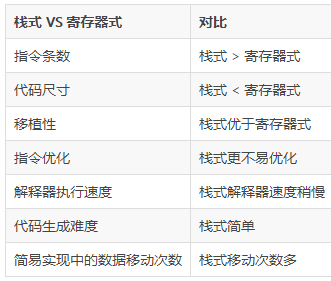 栈式 VS 寄存器式 对比
指令条数 栈式 > 寄存器式
代码尺寸 栈式 < 寄存器式
移植性 栈式优于寄存器式
指令优化 栈式更不易优化
解释器执行速度 栈式解释器速度稍慢
代码生成难度 栈式简单
简易实现中的数据移动次数 栈式移动次数多